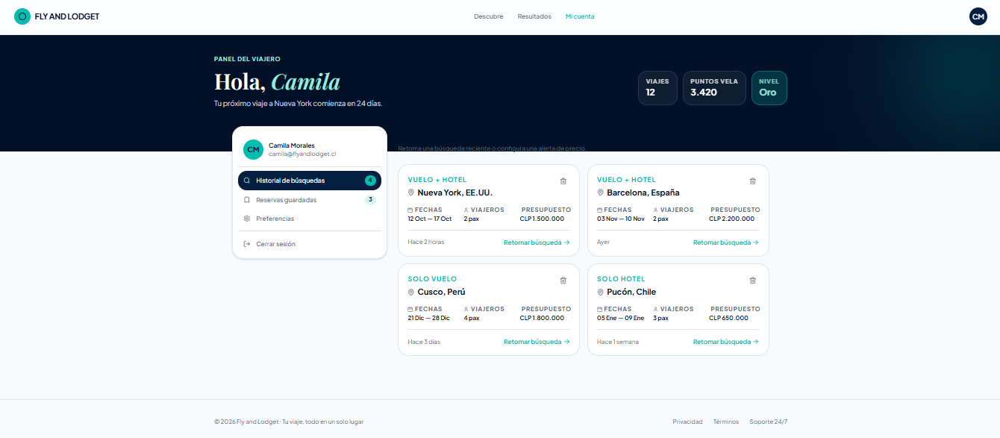 FLY AND LODGET
Descubre Resultados Mi cuenta
CM
PANEL DEL VIAJERO
Hola, Camila
Tu próximo viaje a Nueva York comienza en 24 días.
VIAJES
12
PUNTOS VELA
3.420
NIVEL
Oro
CM
Camila Morales
camila@flyandlodget.cl
Historial de búsquedas 4
Reservas guardadas 3
Preferencias
Cerrar sesión
Retoma una búsqueda reciente o configura una alerta de precio.
VUELO + HOTEL
Nueva York, EE.UU.
FECHAS VIAJEROS PRESUPUESTO
12 Oct — 17 Oct 2 pax CLP 1.500.000
Hace 2 horas Retomar búsqueda →
VUELO + HOTEL
Barcelona, España
FECHAS VIAJEROS PRESUPUESTO
03 Nov — 10 Nov 2 pax CLP 2.200.000
Ayer Retomar búsqueda →
SOLO VUELO
Cusco, Perú
FECHAS VIAJEROS PRESUPUESTO
21 Dic — 28 Dic 4 pax CLP 1.800.000
Hace 3 días Retomar búsqueda →
SOLO HOTEL
Pucón, Chile
FECHAS VIAJEROS PRESUPUESTO
05 Ene — 09 Ene 3 pax CLP 650.000
Hace 1 semana Retomar búsqueda →
© 2026 Fly and Lodget · Tu viaje, todo en un solo lugar
Privacidad Términos Soporte 24/7